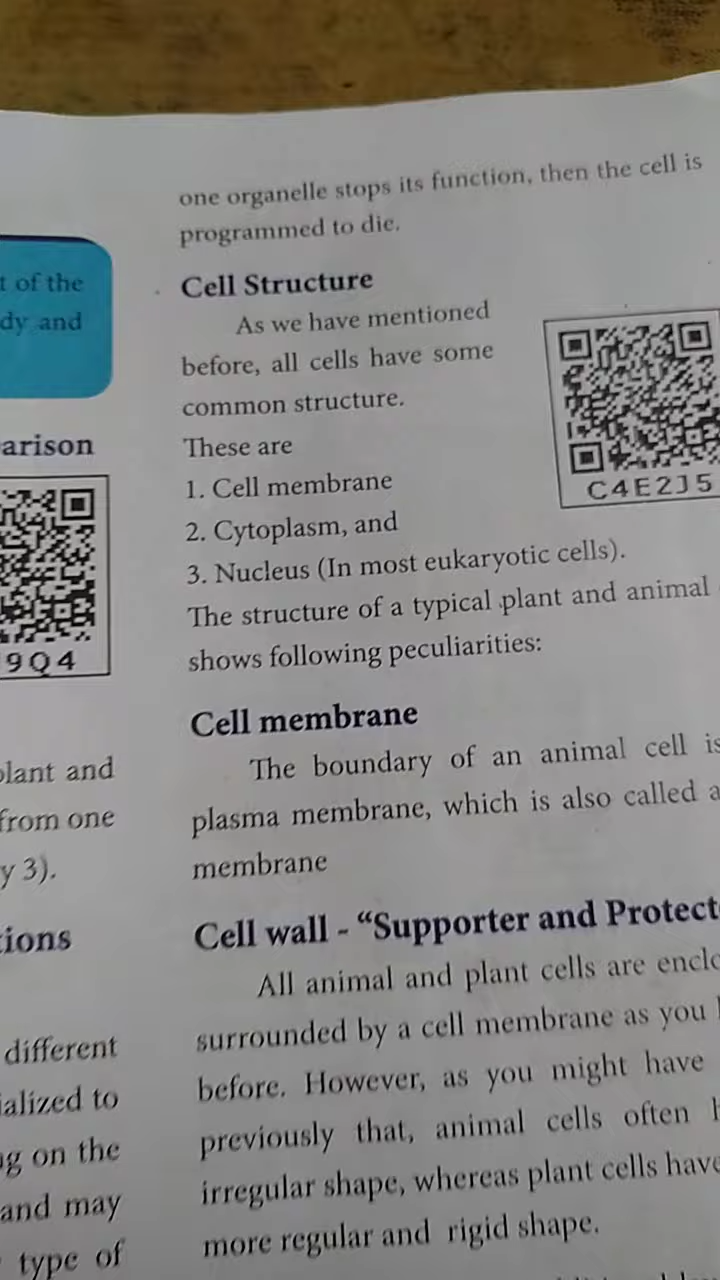 t of the
dy and
arison
9Q4
plant and
from one
y 3).
tions
different
ialized to
ng on the
and may
type of
one organelle stops its function, then the cell is
programmed to die.
Cell Structure
As we have mentioned
before, all cells have some
common structure.
These are
1. Cell membrane
2. Cytoplasm, and
3. Nucleus (In most eukaryotic cells).
C4E2J5
The structure of a typical plant and animal
shows following peculiarities:
Cell membrane
The boundary of an animal cell is
plasma membrane, which is also called a
membrane
Cell wall - “Supporter and Protect
All animal and plant cells are enclo
surrounded by a cell membrane as you
before. However, as you might have
previously that, animal cells often
irregular shape, whereas plant cells have
more regular and rigid shape.